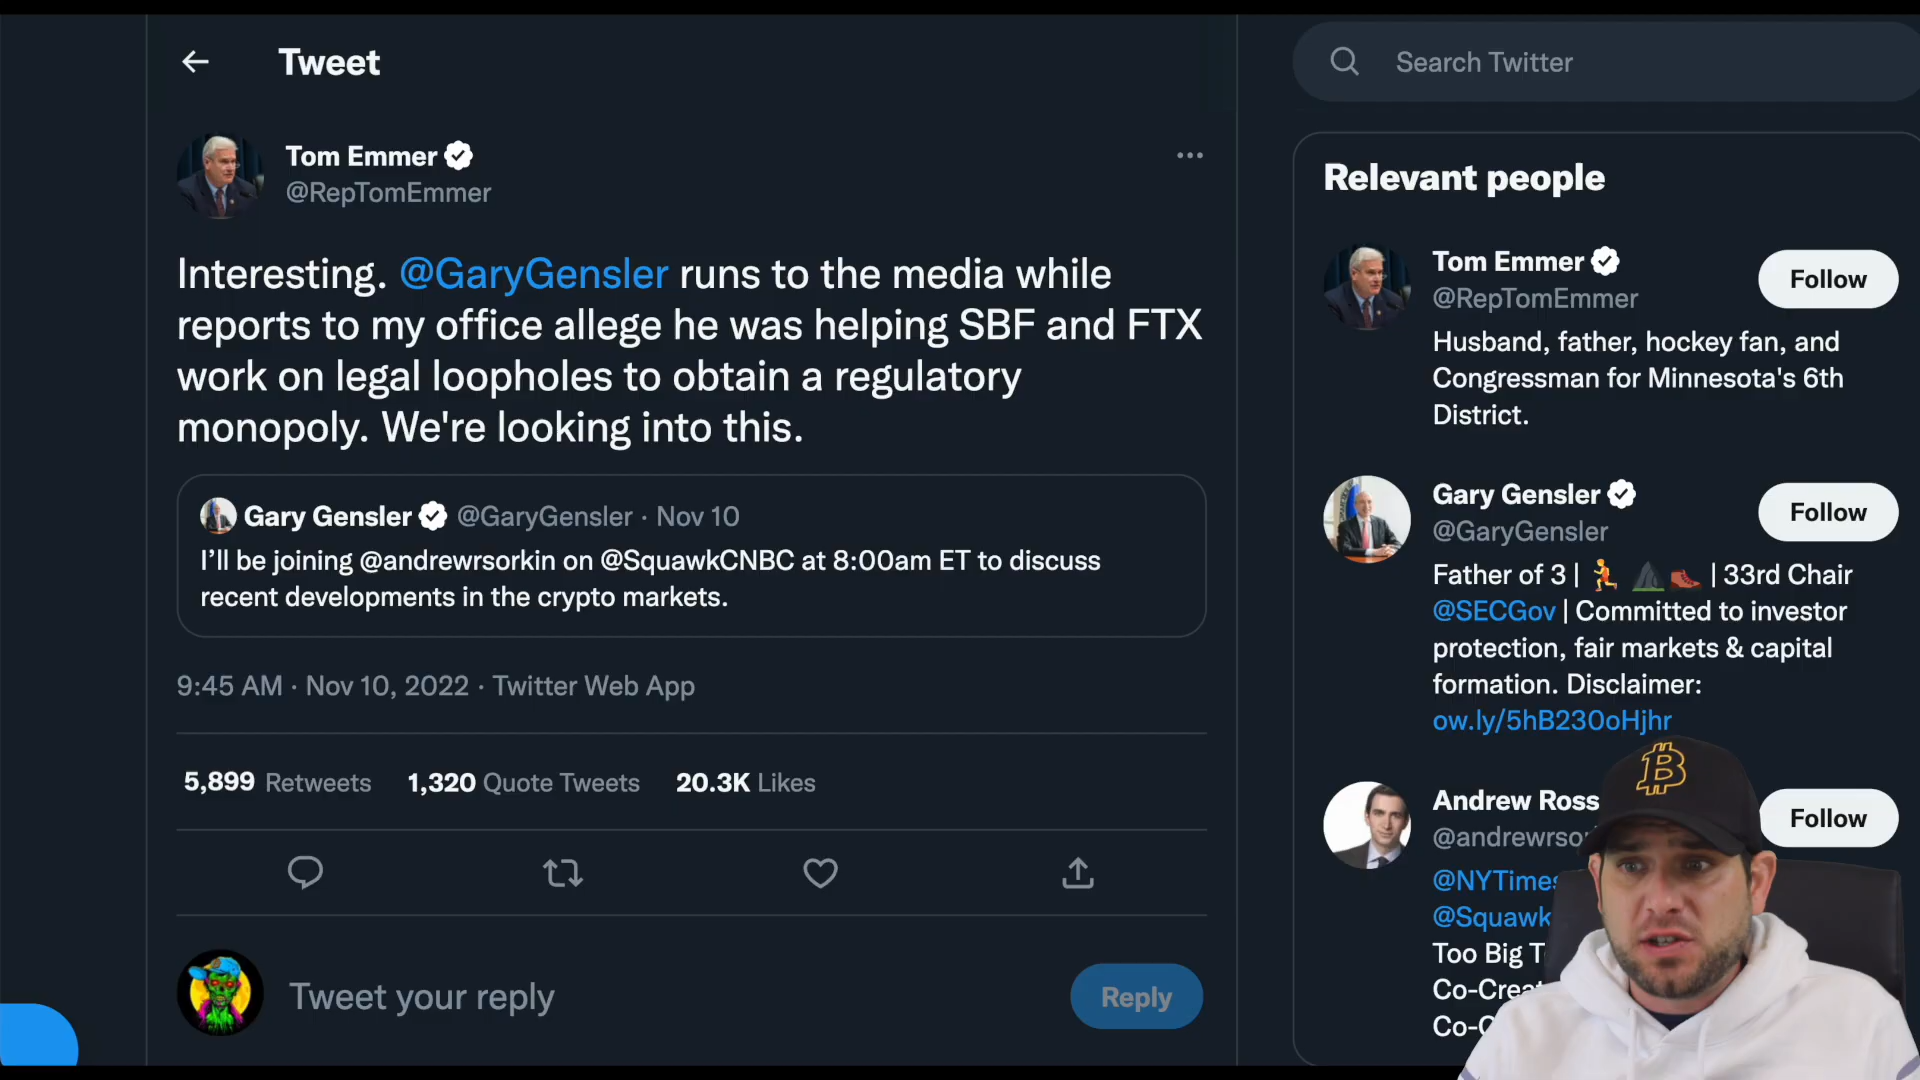 Tweet
Tom Emmer
@RepTomEmmer
Interesting. @GaryGensler runs to the media while
reports to my office allege he was helping SBF and FTX
work on legal loopholes to obtain a regulatory
monopoly. We're looking into this.
Gary Gensler @GaryGensler · Nov 10
I’ll be joining @andrewrsorkin on @SquawkCNBC at 8:00am ET to discuss
recent developments in the crypto markets.
9:45 AM · Nov 10, 2022 · Twitter Web App
5,899 Retweets 1,320 Quote Tweets 20.3K Likes
Tweet your reply
Reply
Search Twitter
Relevant people
Tom Emmer
@RepTomEmmer
Follow
Husband, father, hockey fan, and
Congressman for Minnesota's 6th
District.
Gary Gensler
@GaryGensler
Follow
Father of 3 | 🏃 ⛰️🥾 | 33rd Chair
@SECGov | Committed to investor
protection, fair markets & capital
formation. Disclaimer:
ow.ly/5hB230oHjhr
Andrew Ross
@andrewrso
Follow
@NYTimes
@Squawk
Too Big T
Co-Crea
Co-C